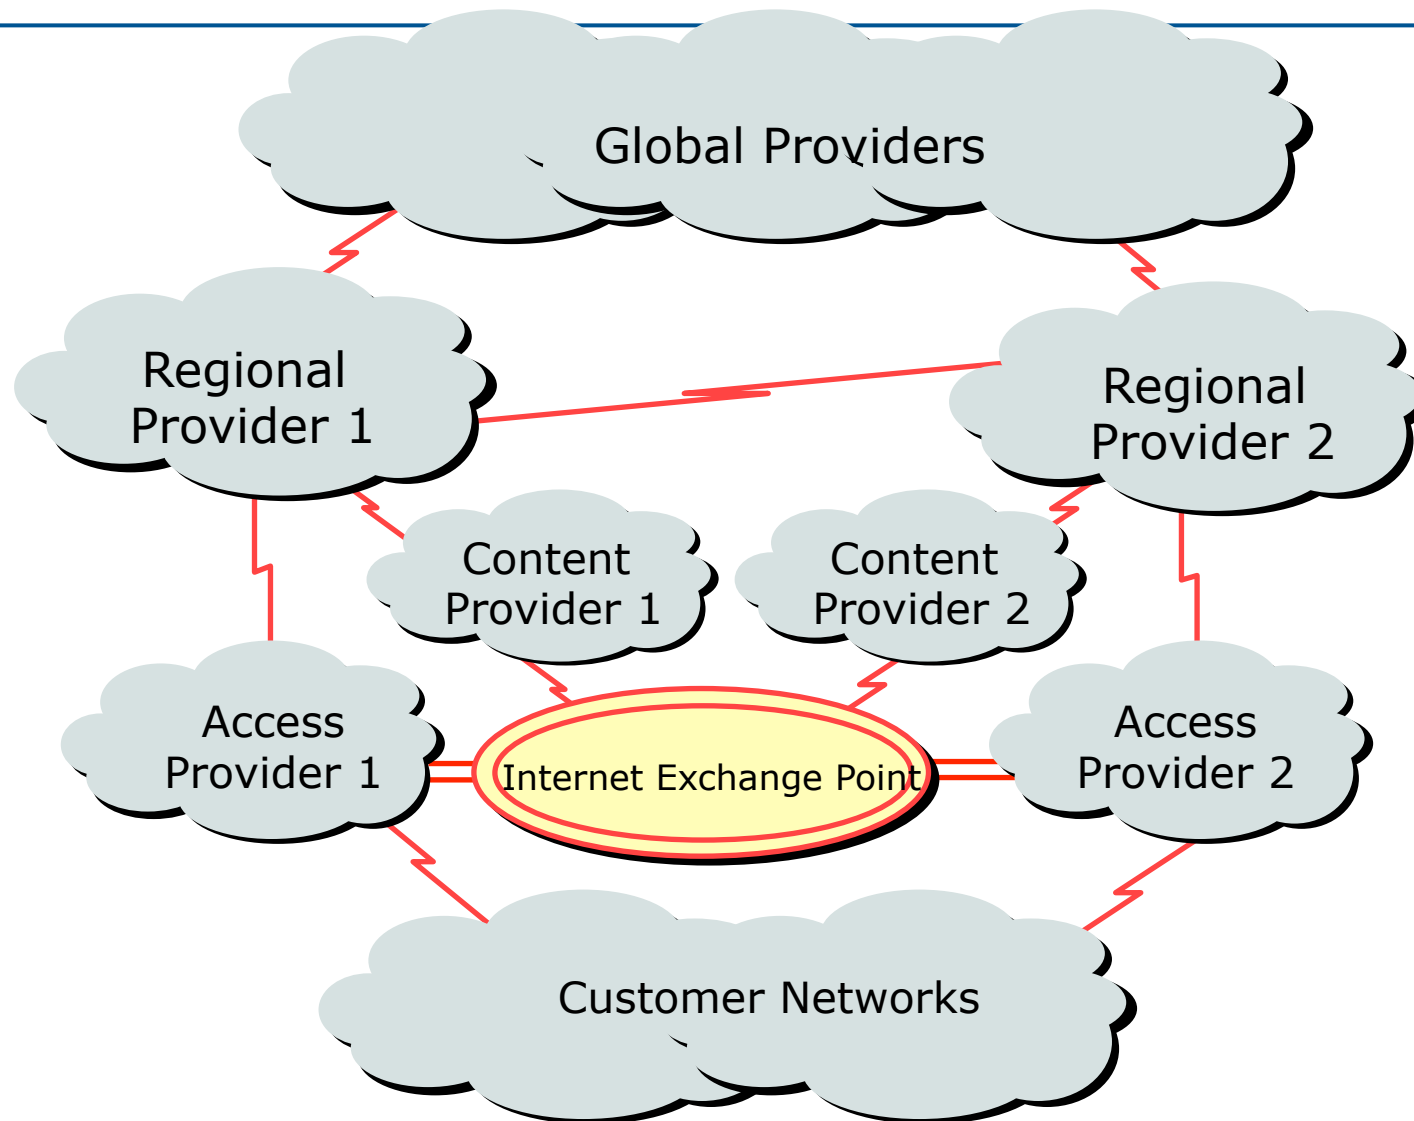 Global Providers
Regional
Provider 1
Regional
Provider 2
Content
Provider 1
Content
Provider 2
Access
Provider 1
Internet Exchange Point
Access
Provider 2
Customer Networks